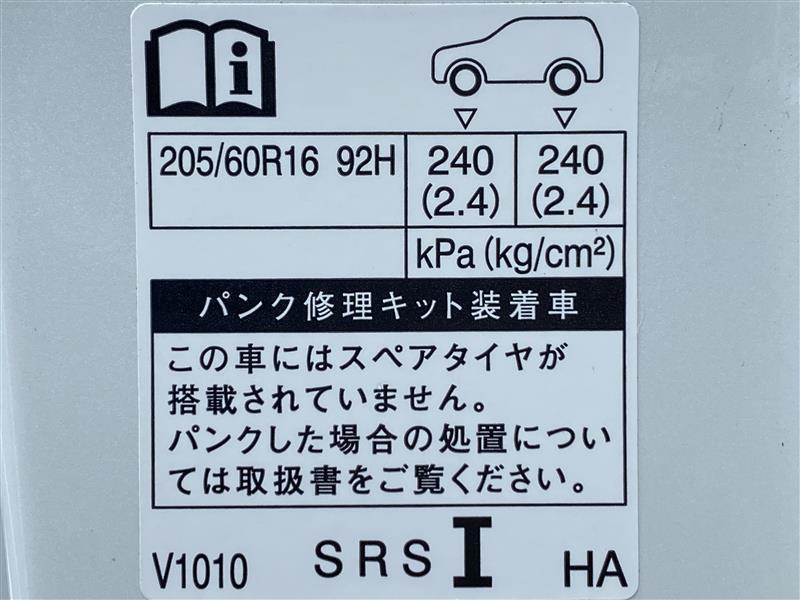 205/60R16 92H 240 240
(2.4) (2.4)
kPa (kg/cm²)
パンク修理キット装着車
この車にはスペアタイヤが
搭載されていません。
パンクした場合の処置につい
ては取扱書をご覧ください。
V1010 SRS I HA